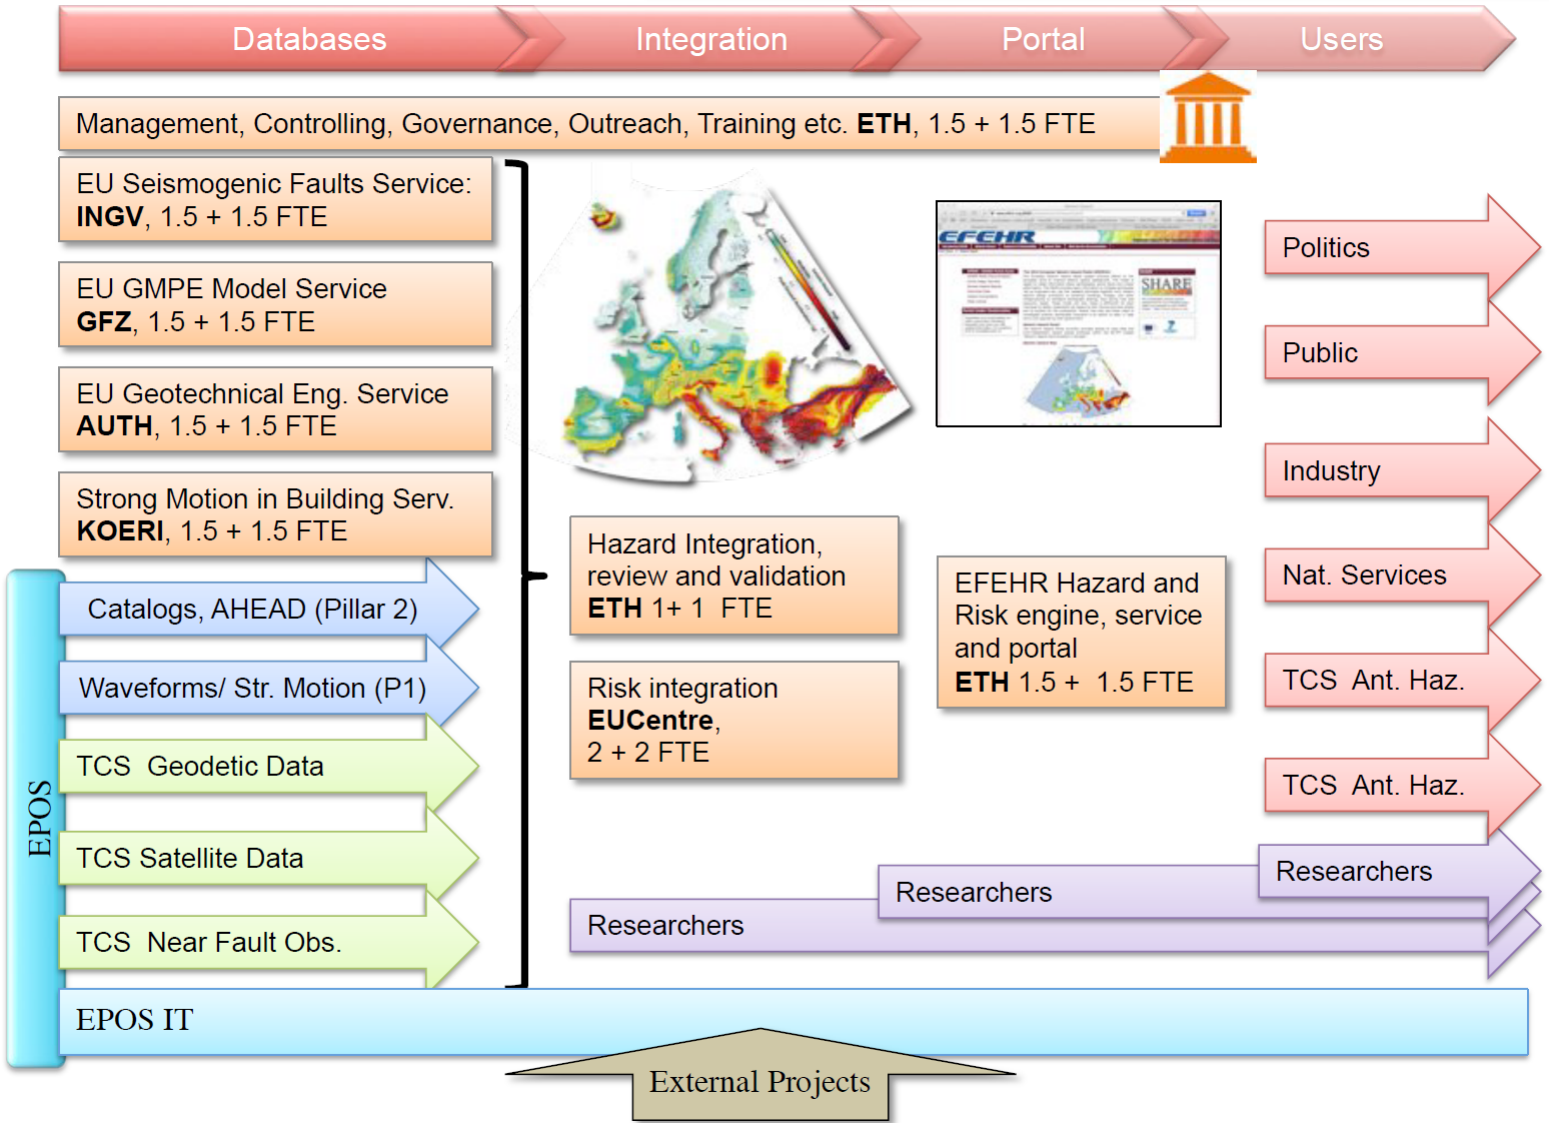 Databases
Integration
Portal
Users
Management, Controlling, Governance, Outreach, Training etc. ETH, 1.5 + 1.5 FTE
EU Seismogenic Faults Service:
INGV, 1.5 + 1.5 FTE
EU GMPE Model Service
GFZ, 1.5 + 1.5 FTE
EU Geotechnical Eng. Service
AUTH, 1.5 + 1.5 FTE
Strong Motion in Building Serv.
KOERI, 1.5 + 1.5 FTE
EPOS
Catalogs, AHEAD (Pillar 2)
Waveforms/ Str. Motion (P1)
TCS Geodetic Data
TCS Satellite Data
TCS Near Fault Obs.
Hazard Integration,
review and validation
ETH 1+ 1 FTE
Risk integration
EUCentre,
2 + 2 FTE
EFEHR
SHARE
EFEHR Hazard and
Risk engine, service
and portal
ETH 1.5 + 1.5 FTE
Politics
Public
Industry
Nat. Services
TCS Ant. Haz.
TCS Ant. Haz.
Researchers
Researchers
Researchers
EPOS IT
External Projects